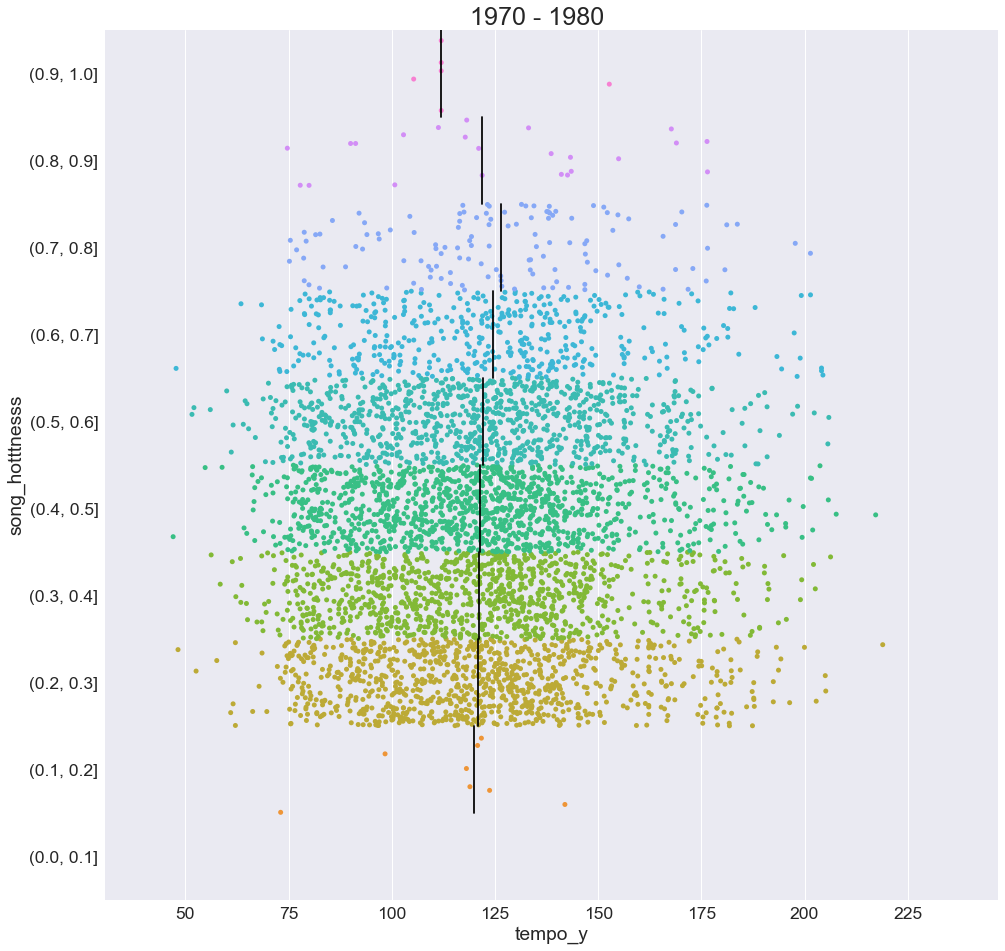 1970 - 1980
(0.9, 1.0]
(0.8, 0.9]
(0.7, 0.8]
(0.6, 0.7]
(0.5, 0.6]
(0.4, 0.5]
(0.3, 0.4]
(0.2, 0.3]
(0.1, 0.2]
(0.0, 0.1]
song_hotttnesss
50 75 100 125 150 175 200 225
tempo_y